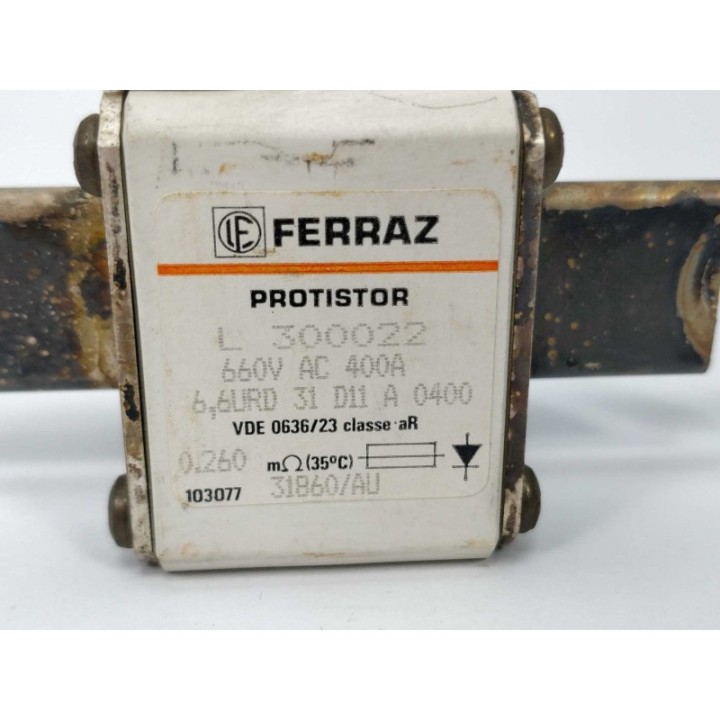 FERRAZ
PROTISTOR
L 300022
660V AC 400A
6,6URD 31 D11 A 0400
VDE 0636/23 classe aR
0.260 mΩ (35ºC)
103077 31860/AU